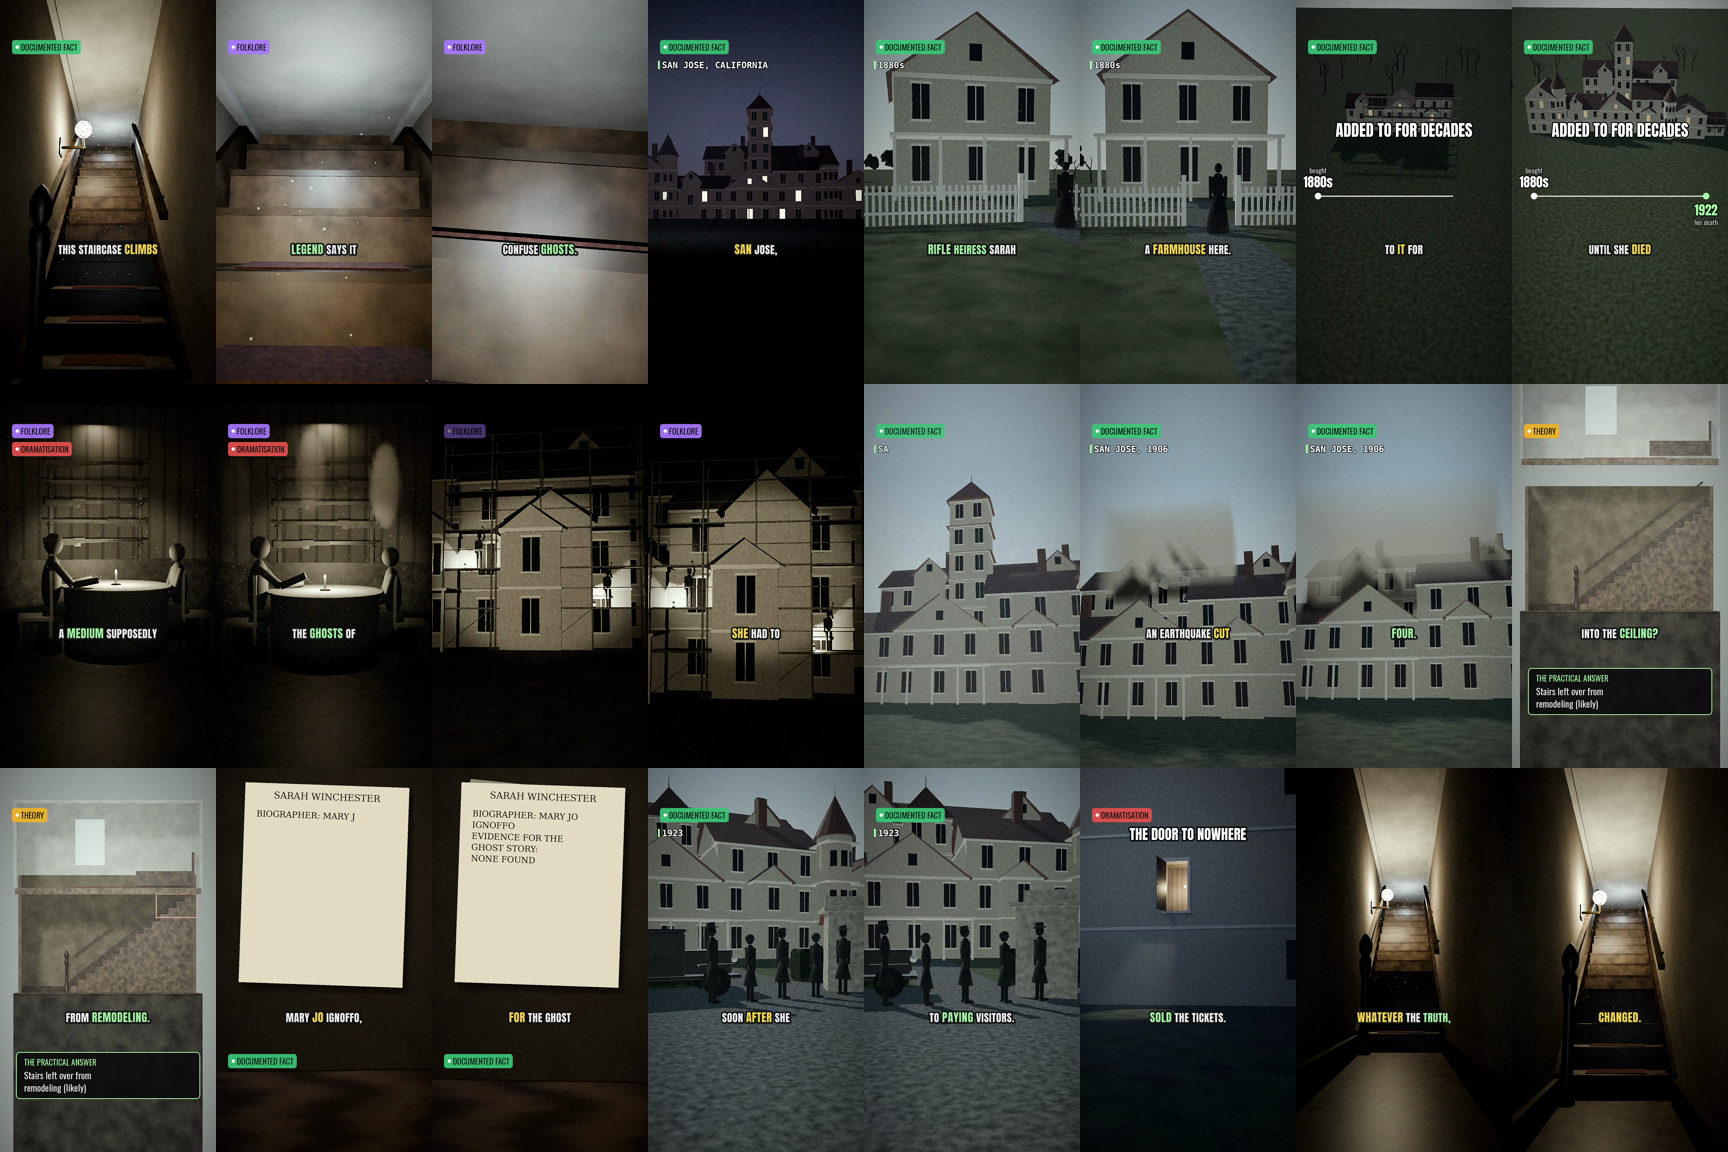 DOCUMENTED FACT
THIS STAIRCASE CLIMBS
FOLKLORE
LEGEND SAYS IT
FOLKLORE
CONFUSE GHOSTS.
DOCUMENTED FACT
SAN JOSE, CALIFORNIA
SAN JOSE,
DOCUMENTED FACT
1880s
RIFLE HEIRESS SARAH
DOCUMENTED FACT
1880s
A FARMHOUSE HERE.
DOCUMENTED FACT
ADDED TO FOR DECADES
bought
1880s
TO IT FOR
DOCUMENTED FACT
ADDED TO FOR DECADES
bought
1880s
1922
her death
UNTIL SHE DIED
FOLKLORE
DRAMATISATION
A MEDIUM SUPPOSEDLY
FOLKLORE
DRAMATISATION
THE GHOSTS OF
FOLKLORE
FOLKLORE
SHE HAD TO
DOCUMENTED FACT
SA
DOCUMENTED FACT
SAN JOSE, 1906
AN EARTHQUAKE CUT
DOCUMENTED FACT
SAN JOSE, 1906
FOUR.
THEORY
INTO THE CEILING?
THE PRACTICAL ANSWER
Stairs left over from
remodeling (likely)
THEORY
FROM REMODELING.
THE PRACTICAL ANSWER
Stairs left over from
remodeling (likely)
SARAH WINCHESTER
BIOGRAPHER: MARY J
MARY JO IGNOFFO,
DOCUMENTED FACT
SARAH WINCHESTER
BIOGRAPHER: MARY JO
IGNOFFO
EVIDENCE FOR THE
GHOST STORY:
NONE FOUND
FOR THE GHOST
DOCUMENTED FACT
DOCUMENTED FACT
1923
SOON AFTER SHE
DOCUMENTED FACT
1923
TO PAYING VISITORS.
DRAMATISATION
THE DOOR TO NOWHERE
SOLD THE TICKETS.
WHATEVER THE TRUTH,
CHANGED.